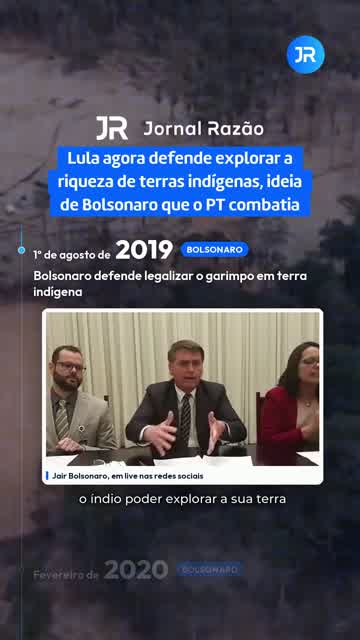 JR
JR Jornal Razão
Lula agora defende explorar a
riqueza de terras indígenas, ideia
de Bolsonaro que o PT combatia
1º de agosto de 2019 BOLSONARO
Bolsonaro defende legalizar o garimpo em terra
indígena
Jair Bolsonaro, em live nas redes sociais
o índio poder explorar a sua terra
Fevereiro de 2020 BOLSONARO